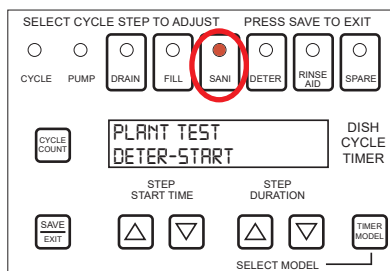 SELECT CYCLE STEP TO ADJUST PRESS SAVE TO EXIT
CYCLE PUMP DRAIN FILL SANI DETER RINSE AID SPARE
CYCLE COUNT
PLANT TEST
DETER-START
DISH
CYCLE
TIMER
STEP
START TIME
STEP
DURATION
SAVE
EXIT
TIMER
MODEL
SELECT MODEL